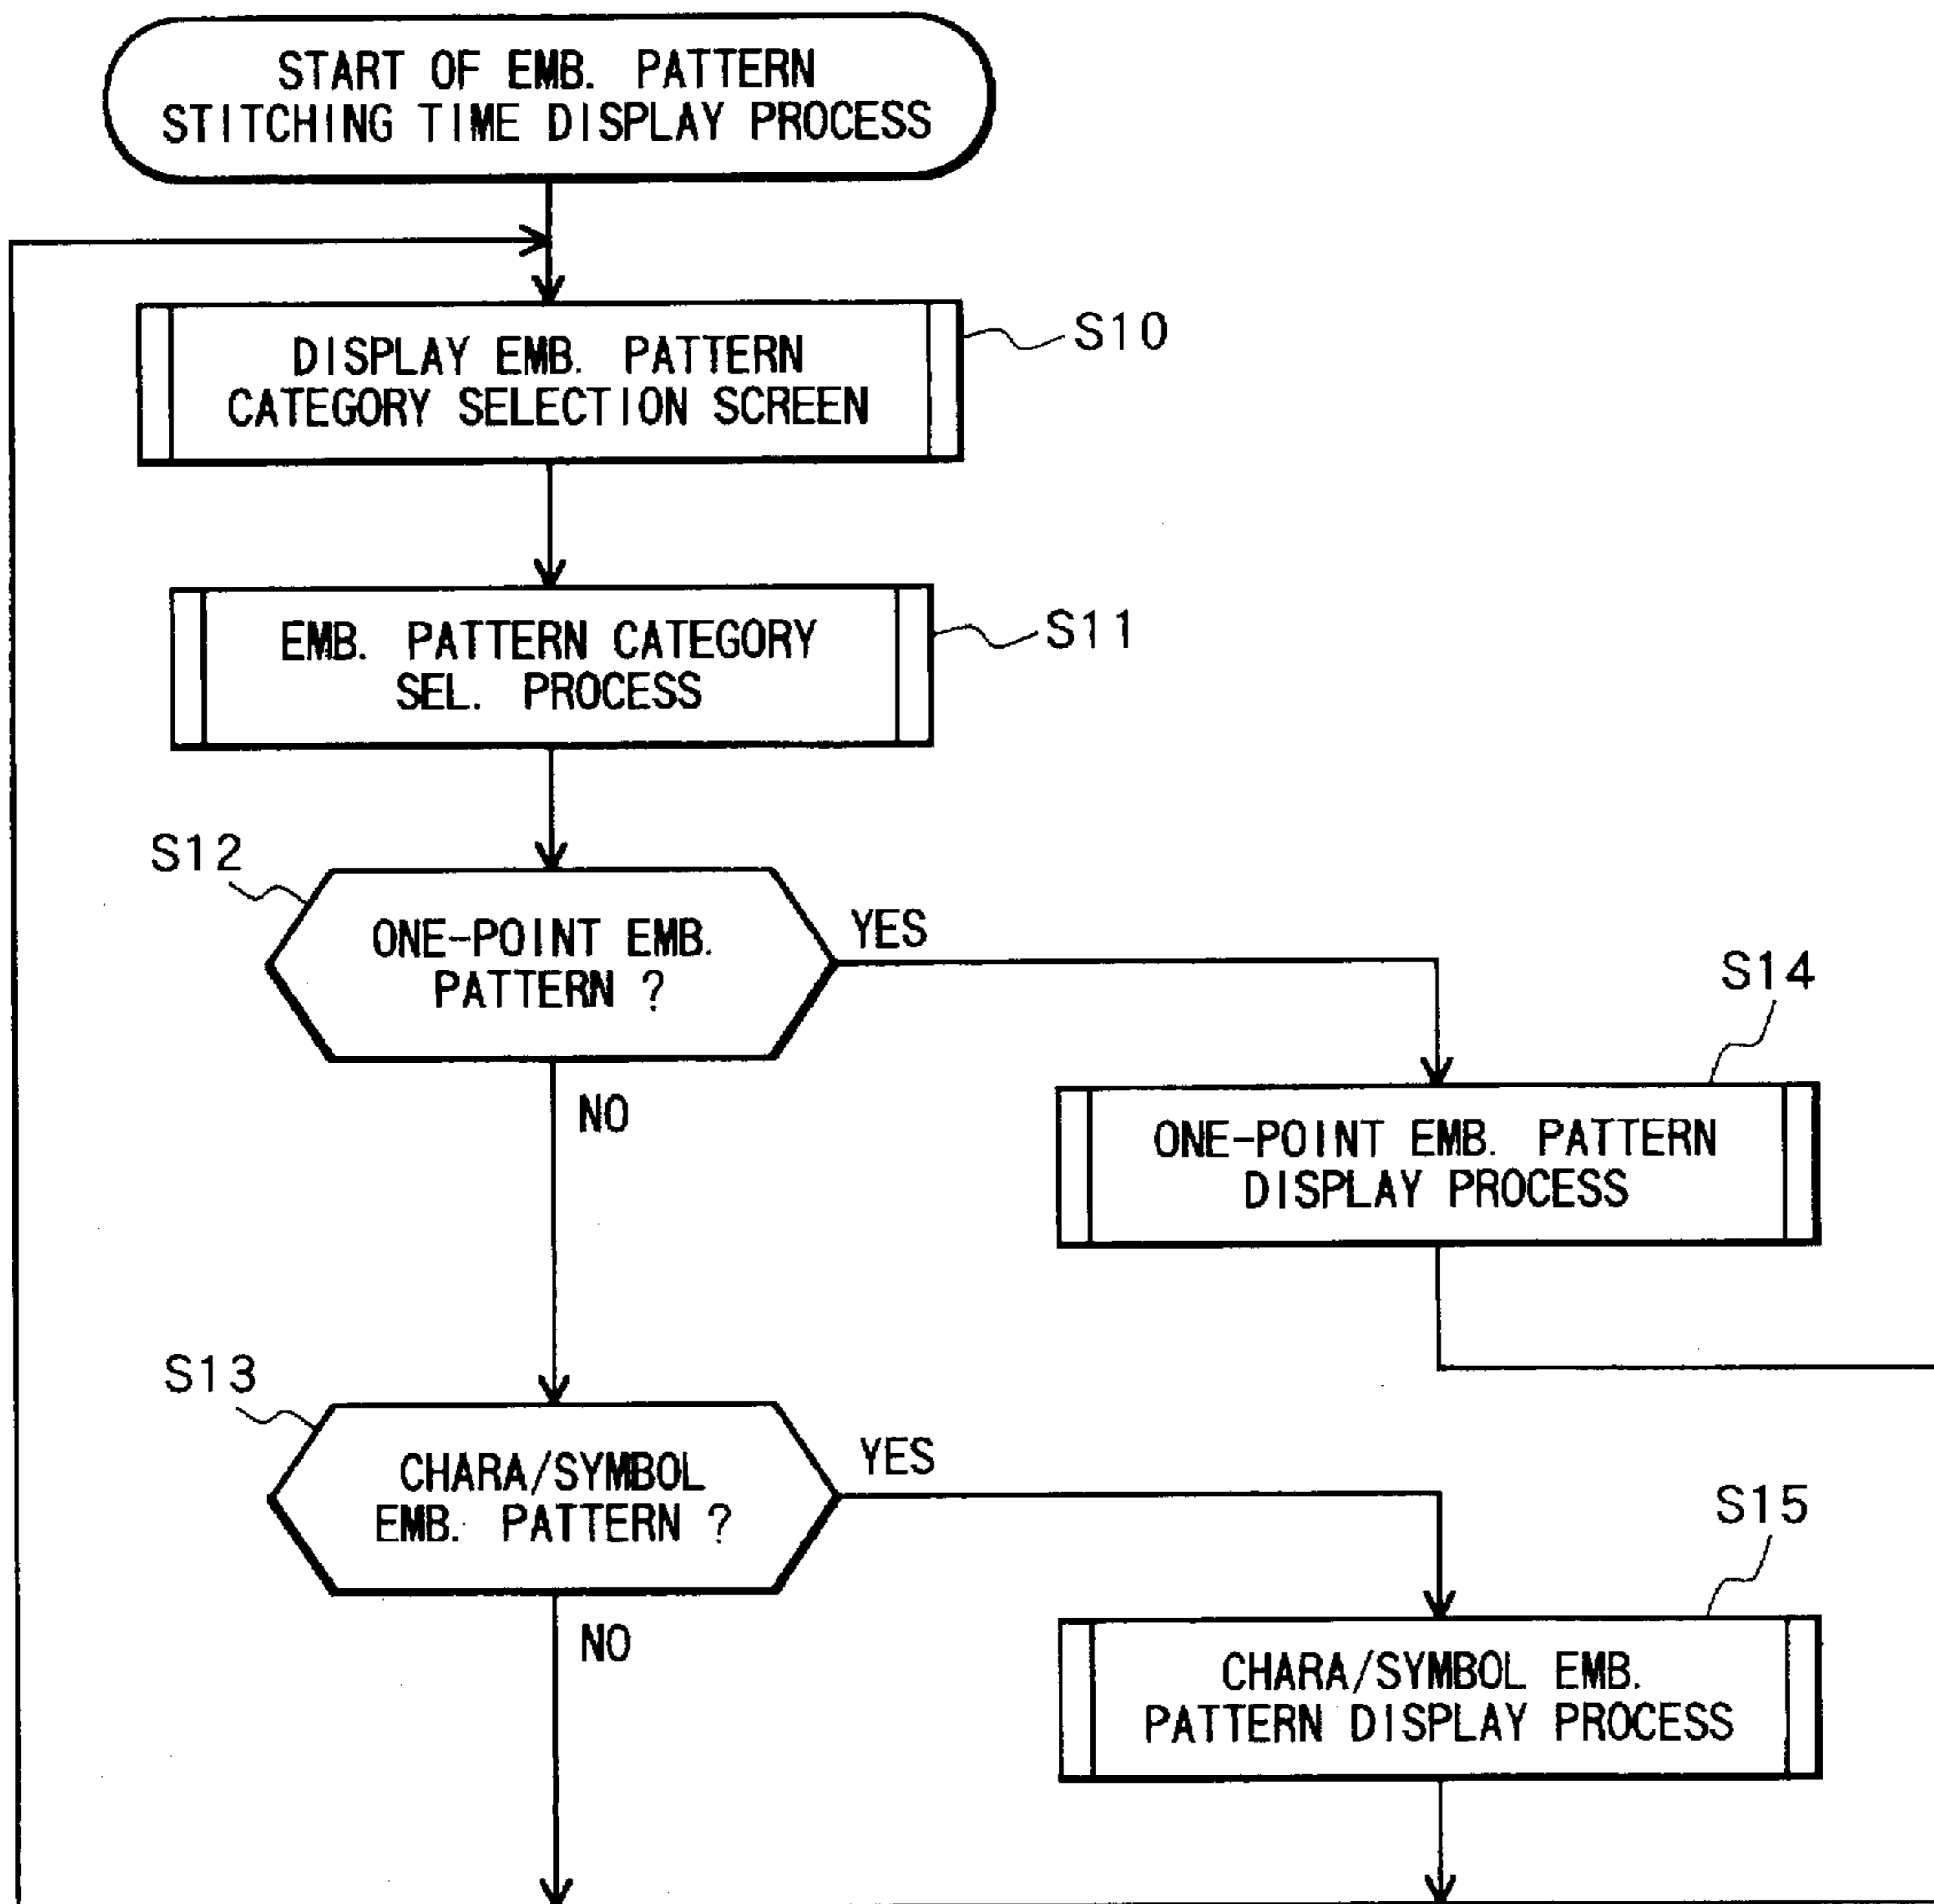 START OF EMB. PATTERN
STITCHING TIME DISPLAY PROCESS
DISPLAY EMB. PATTERN
CATEGORY SELECTION SCREEN
S10
EMB. PATTERN CATEGORY
SEL. PROCESS
S11
S12
ONE-POINT EMB.
PATTERN ?
YES
NO
S14
ONE-POINT EMB. PATTERN
DISPLAY PROCESS
S13
CHARA/SYMBOL
EMB. PATTERN ?
YES
NO
S15
CHARA/SYMBOL EMB.
PATTERN DISPLAY PROCESS